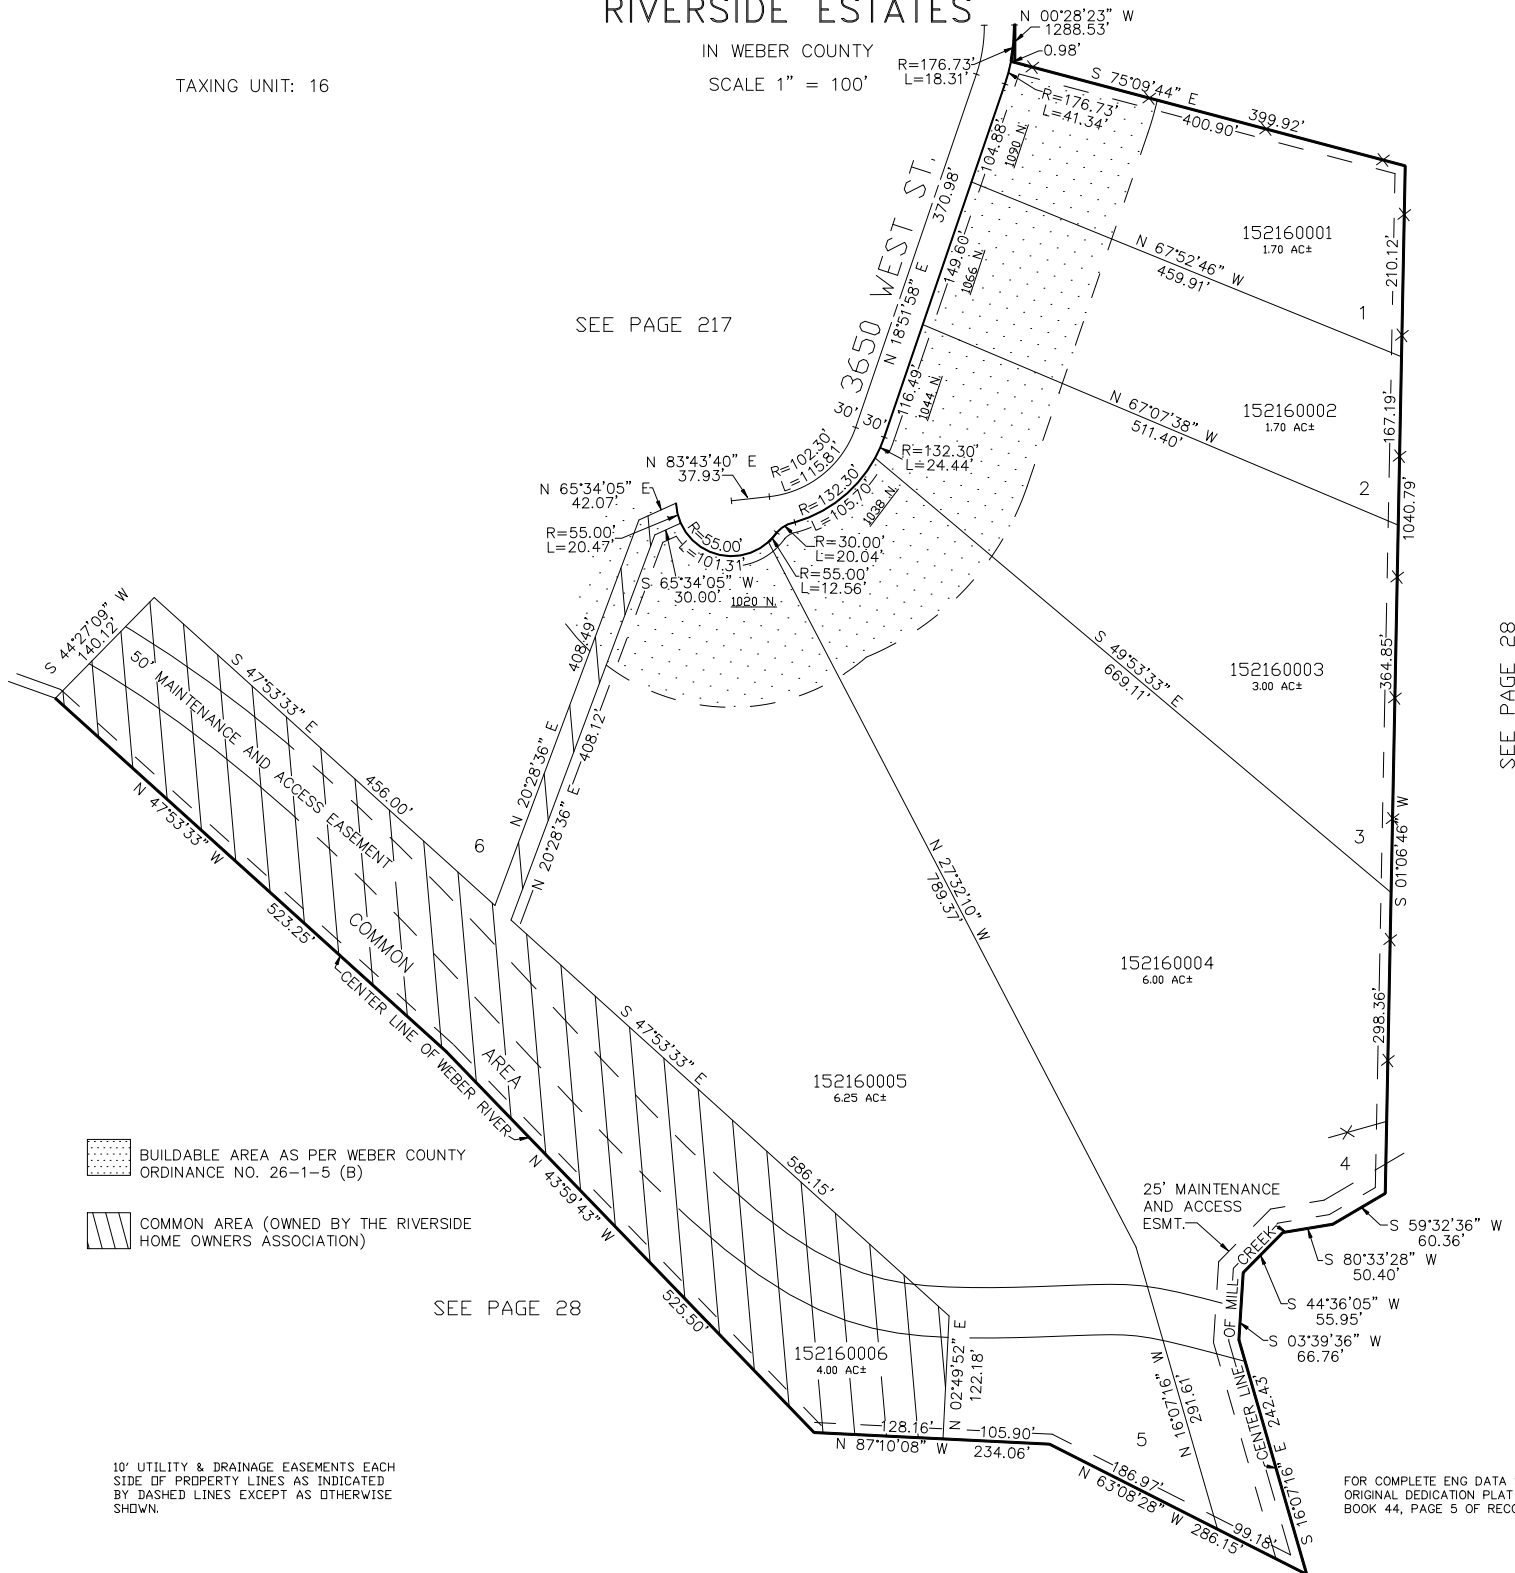 RIVERSIDE ESTATES
IN WEBER COUNTY
SCALE 1" = 100'
TAXING UNIT: 16
N 00°28'23" W
1288.53'
0.98'
R=176.73'
L=18.31'
S 75°09'44" E
399.92'
400.90'
R=176.73'
L=41.34'
104.88'
1090 N.
3650 WEST ST.
370.98'
N 18°51'58" E
149.60'
1066 N.
116.49'
1044 N.
30' 30'
152160001
1.70 AC±
1
210.12'
N 67°52'46" W
459.91'
152160002
1.70 AC±
2
167.19'
N 67°07'38" W
511.40'
1040.79'
SEE PAGE 217
N 83°43'40" E
37.93'
R=102.30'
L=115.81'
R=132.30'
L=24.44'
R=132.30'
L=105.70'
1038 N.
N 65°34'05" E
42.07'
R=55.00'
L=20.47'
R=55.00'
L=101.31'
R=30.00'
L=20.04'
R=55.00'
L=12.56'
S 65°34'05" W
30.00'
1020 N.
S 49°53'33" E
669.11'
152160003
3.00 AC±
3
364.85'
SEE PAGE 28
S 01°06'46" W
S 44°27'09" W
140.12'
50' MAINTENANCE AND ACCESS EASEMENT
S 47°53'33" E
456.00'
408.49'
N 20°28'36" E
408.12'
N 20°28'36" E
6
N 47°53'33" W
523.25'
COMMON
AREA
CENTER LINE OF WEBER RIVER
N 27°32'10" W
789.37'
152160004
6.00 AC±
298.36'
4
S 47°53'33" E
586.15'
152160005
6.25 AC±
BUILDABLE AREA AS PER WEBER COUNTY
ORDINANCE NO. 26-1-5 (B)
COMMON AREA (OWNED BY THE RIVERSIDE
HOME OWNERS ASSOCIATION)
N 43°59'43" W
525.50'
SEE PAGE 28
25' MAINTENANCE
AND ACCESS
ESMT.
S 59°32'36" W
60.36'
S 80°33'28" W
50.40'
S 44°36'05" W
55.95'
S 03°39'36" W
66.76'
CENTER LINE OF MILL CREEK
152160006
4.00 AC±
N 02°49'52" E
122.18'
128.16'
105.90'
N 87°10'08" W 234.06'
5
N 16°07'16" W
291.61'
242.43'
S 16°07'16" E
186.97'
99.18'
N 63°08'28" W 286.15'
10' UTILITY & DRAINAGE EASEMENTS EACH
SIDE OF PROPERTY LINES AS INDICATED
BY DASHED LINES EXCEPT AS OTHERWISE
SHOWN.
FOR COMPLETE ENG DATA
ORIGINAL DEDICATION PLAT
BOOK 44, PAGE 5 OF